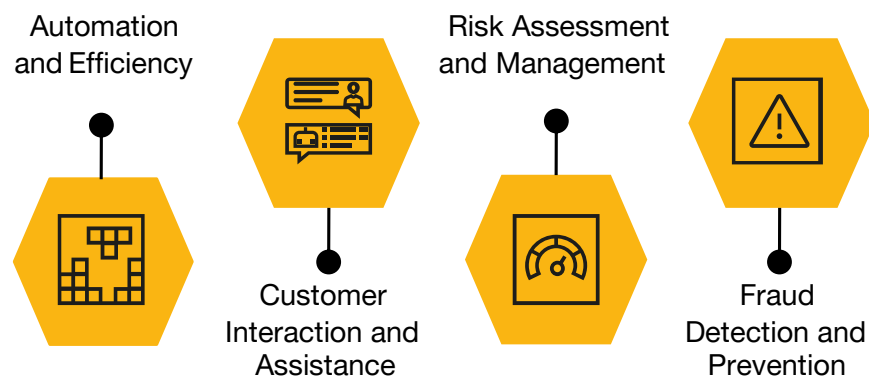 Automation
and Efficiency
Customer
Interaction and
Assistance
Risk Assessment
and Management
Fraud
Detection and
Prevention